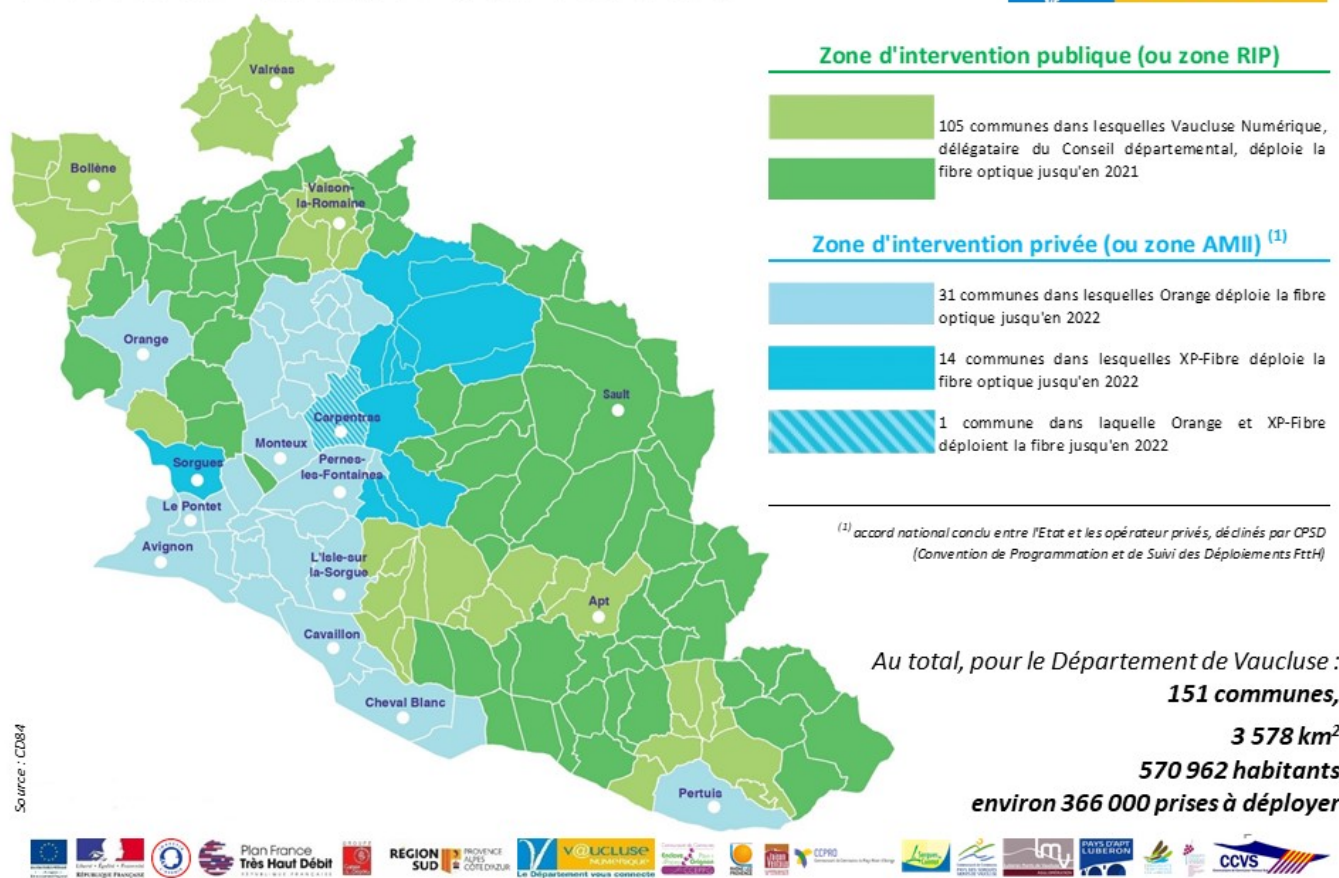 Zone d'intervention publique (ou zone RIP)
105 communes dans lesquelles Vaucluse Numérique,
délégataire du Conseil départemental, déploie la
fibre optique jusqu'en 2021
Zone d'intervention privée (ou zone AMII) (1)
31 communes dans lesquelles Orange déploie la fibre
optique jusqu'en 2022
14 communes dans lesquelles XP-Fibre déploie la
fibre optique jusqu'en 2022
1 commune dans laquelle Orange et XP-Fibre
déploient la fibre jusqu'en 2022
(1) accord national conclu entre l'Etat et les opérateur privés, déclinés par CPSD
(Convention de Programmation et de Suivi des Déploiements FttH)
Au total, pour le Département de Vaucluse :
151 communes,
3 578 km2
570 962 habitants
environ 366 000 prises à déployer
Valréas
Bollène
Vaison-
la-Romaine
Orange
Sault
Carpentras
Monteux
Pernes-
les-Fontaines
Sorgues
Le Pontet
Avignon
L'Isle-sur
la-Sorgue
Apt
Cavaillon
Cheval Blanc
Pertuis
Source : CD84
RÉPUBLIQUE FRANÇAISE
Plan France
Très Haut Débit
RÉPUBLIQUE FRANÇAISE
GROUPE
RÉGION
SUD
PROVENCE
ALPES
CÔTE D'AZUR
V@UCLUSE
NUMÉRIQUE
Le Département vous connecte
CCPRO
lmv
PAYS D'APT
LUBERON
CCVS